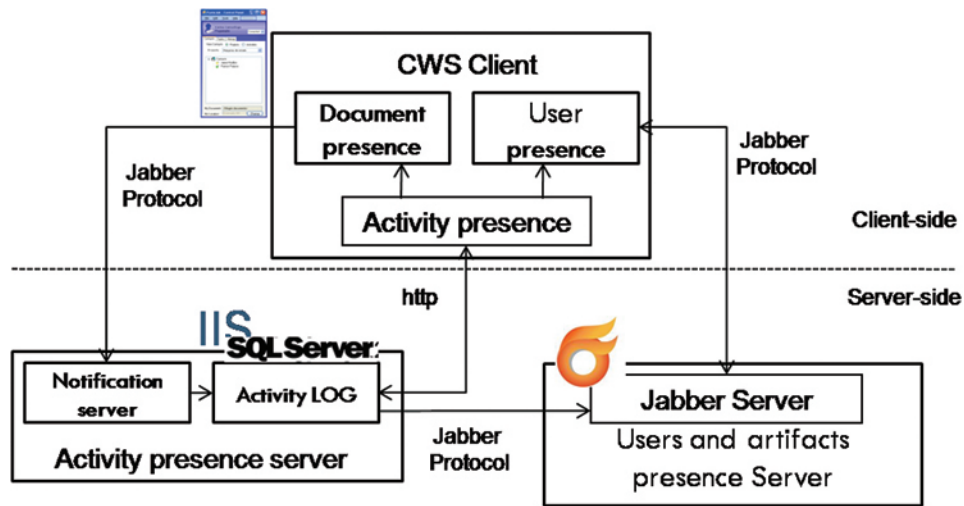 CWS Client
Document
presence
User
presence
Jabber
Protocol
Jabber
Protocol
Activity presence
Client-side
http
Server-side
IIS
SQL Server
Notification
server
Activity LOG
Jabber Server
Jabber
Protocol
Users and artifacts
presence Server
Activity presence server